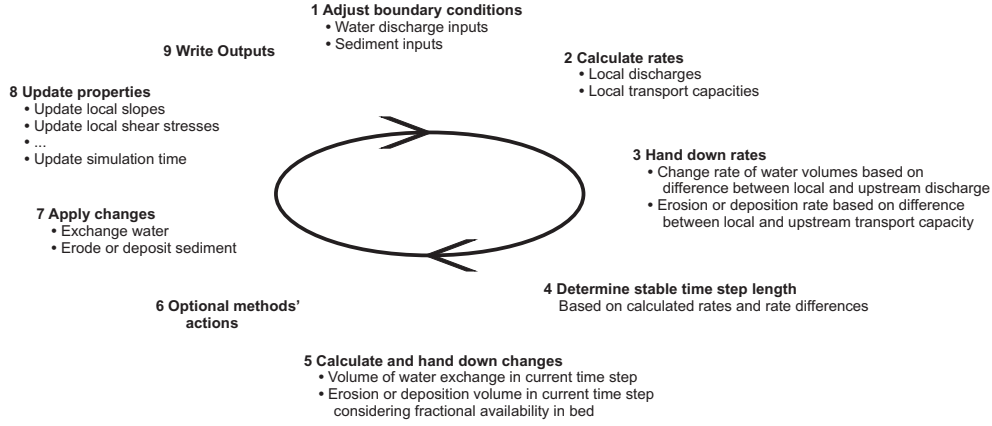 1 Adjust boundary conditions
• Water discharge inputs
• Sediment inputs
2 Calculate rates
• Local discharges
• Local transport capacities
3 Hand down rates
• Change rate of water volumes based on
difference between local and upstream discharge
• Erosion or deposition rate based on difference
between local and upstream transport capacity
4 Determine stable time step length
Based on calculated rates and rate differences
5 Calculate and hand down changes
• Volume of water exchange in current time step
• Erosion or deposition volume in current time step
considering fractional availability in bed
6 Optional methods'
actions
7 Apply changes
• Exchange water
• Erode or deposit sediment
8 Update properties
• Update local slopes
• Update local shear stresses
• ...
• Update simulation time
9 Write Outputs